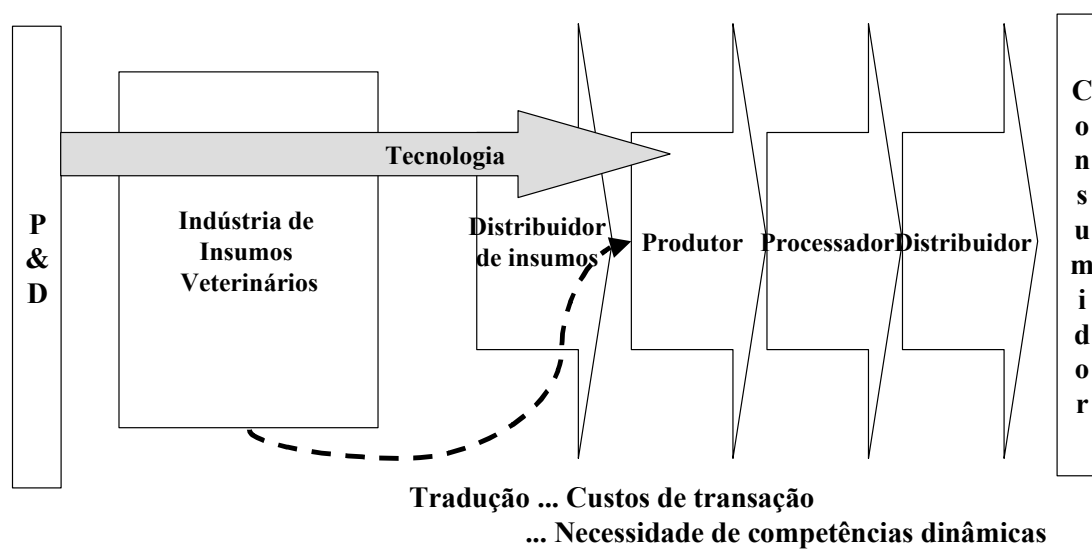 P
&
D
Tecnologia
Indústria de
Insumos
Veterinários
Distribuidor
de insumos
Produtor
Processador
Distribuidor
C
o
n
s
u
m
i
d
o
r
Tradução ... Custos de transação
... Necessidade de competências dinâmicas